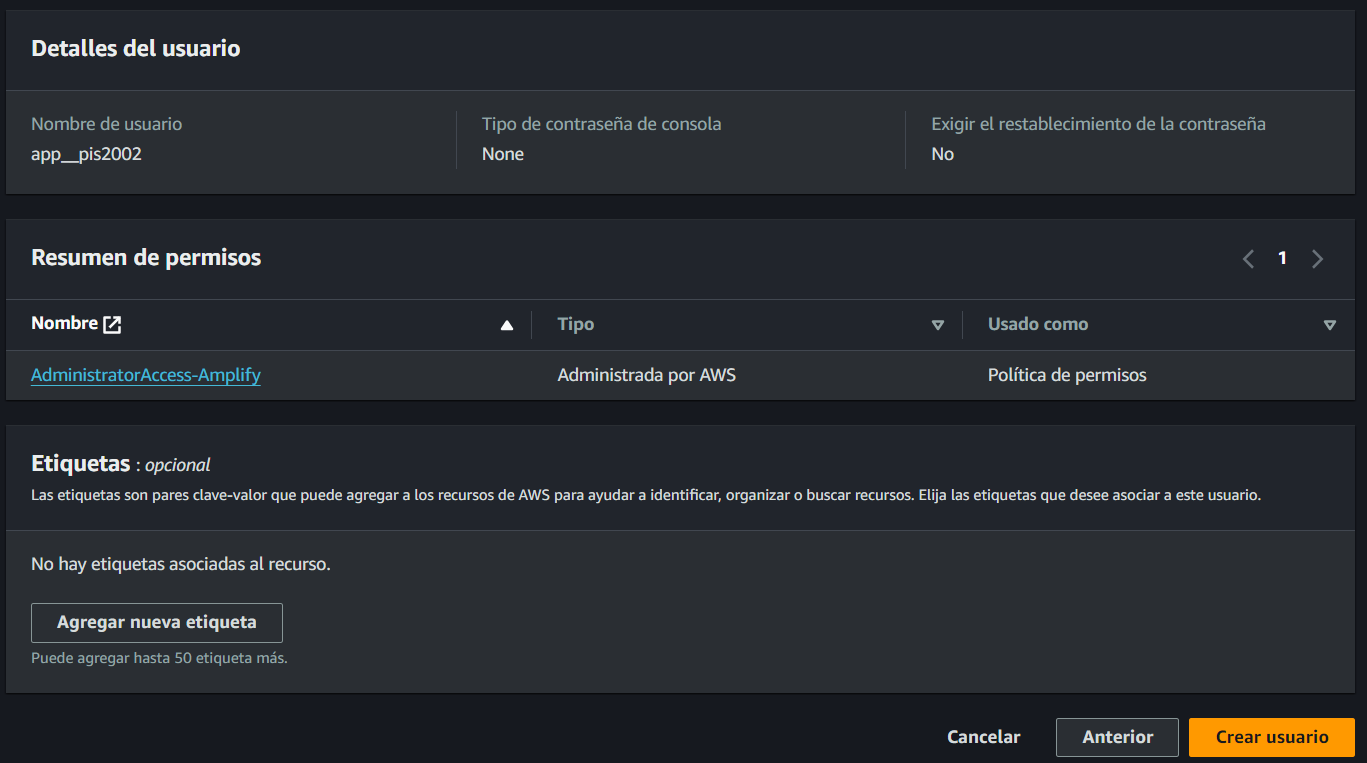 Detalles del usuario
Nombre de usuario
app__pis2002
Tipo de contraseña de consola
None
Exigir el restablecimiento de la contraseña
No
Resumen de permisos
1
Nombre
Tipo
Usado como
AdministratorAccess-Amplify
Administrada por AWS
Política de permisos
Etiquetas : opcional
Las etiquetas son pares clave-valor que puede agregar a los recursos de AWS para ayudar a identificar, organizar o buscar recursos. Elija las etiquetas que desee asociar a este usuario.
No hay etiquetas asociadas al recurso.
Agregar nueva etiqueta
Puede agregar hasta 50 etiqueta más.
Cancelar
Anterior
Crear usuario